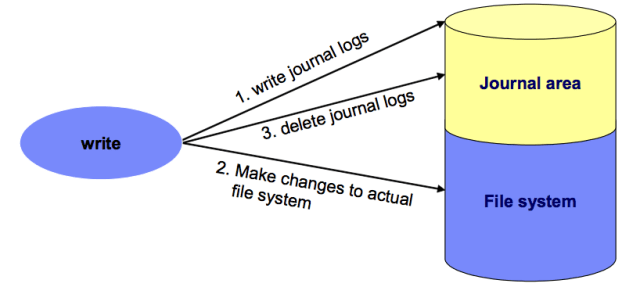 1. write journal logs
Journal area
3. delete journal logs
write
2. Make changes to actual
file system
File system